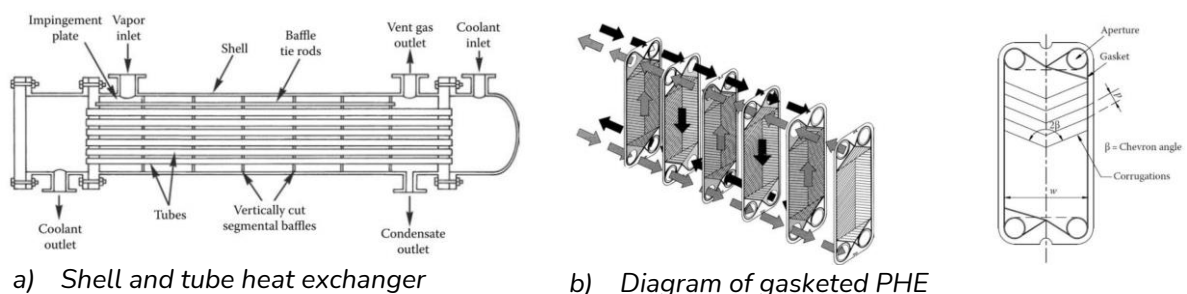 Impingement
plate
Vapor
inlet
Shell
Baffle
tie rods
Vent gas
outlet
Coolant
inlet
Coolant
outlet
Tubes
Vertically cut
segmental baffles
Condensate
outlet
a) Shell and tube heat exchanger
b) Diagram of gasketed PHE
Aperture
Gasket
P
2β
β = Chevron angle
Corrugations
w